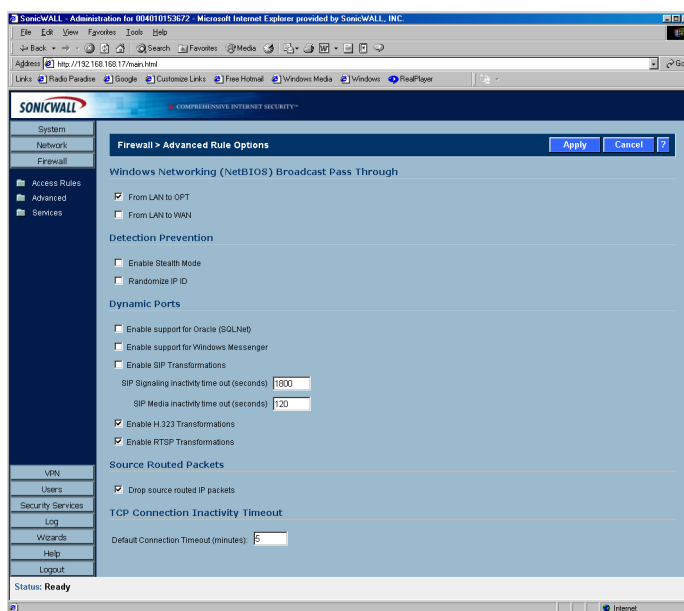 SonicWALL - Administration for 004010153672 - Microsoft Internet Explorer provided by SonicWALL, INC.
File Edit View Favorites Tools Help
Back Search Favorites Media
Address http://192.168.168.17/main.html Go
Links Radio Paradise Google Customize Links Free Hotmail Windows Media Windows RealPlayer
SONICWALL COMPREHENSIVE INTERNET SECURITY™
System
Network
Firewall
Access Rules
Advanced
Services
VPN
Users
Security Services
Log
Wizards
Help
Logout
Firewall > Advanced Rule Options Apply Cancel ?
Windows Networking (NetBIOS) Broadcast Pass Through
From LAN to OPT
From LAN to WAN
Detection Prevention
Enable Stealth Mode
Randomize IP ID
Dynamic Ports
Enable support for Oracle (SQLNet)
Enable support for Windows Messenger
Enable SIP Transformations
SIP Signaling inactivity time out (seconds) 1800
SIP Media inactivity time out (seconds) 120
Enable H.323 Transformations
Enable RTSP Transformations
Source Routed Packets
Drop source routed IP packets
TCP Connection Inactivity Timeout
Default Connection Timeout (minutes): 5
Status: Ready
Internet